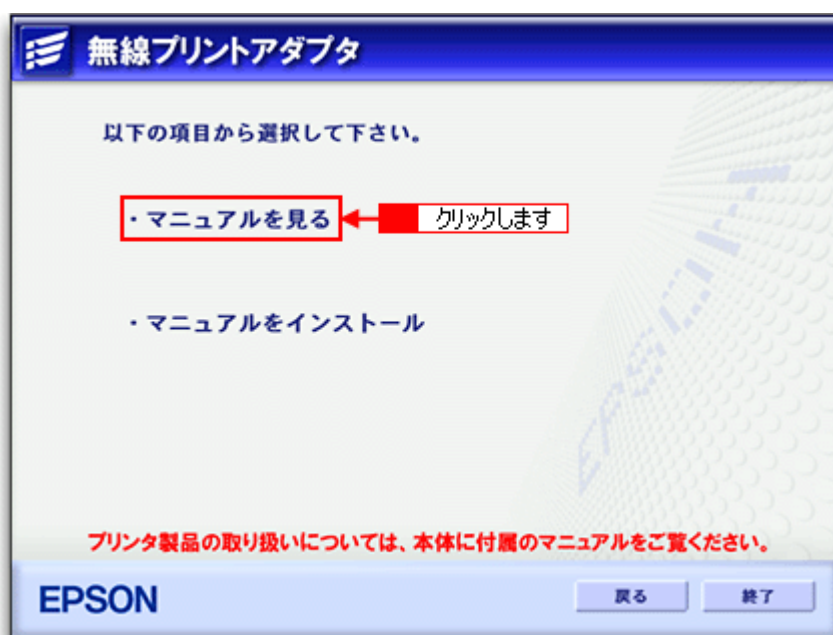 無線プリントアダプタ
以下の項目から選択して下さい。
・マニュアルを見る
クリックします
・マニュアルをインストール
EPSON
プリンタ製品の取り扱いについては、本体に付属のマニュアルをご覧ください。
EPSON
戻る
終了